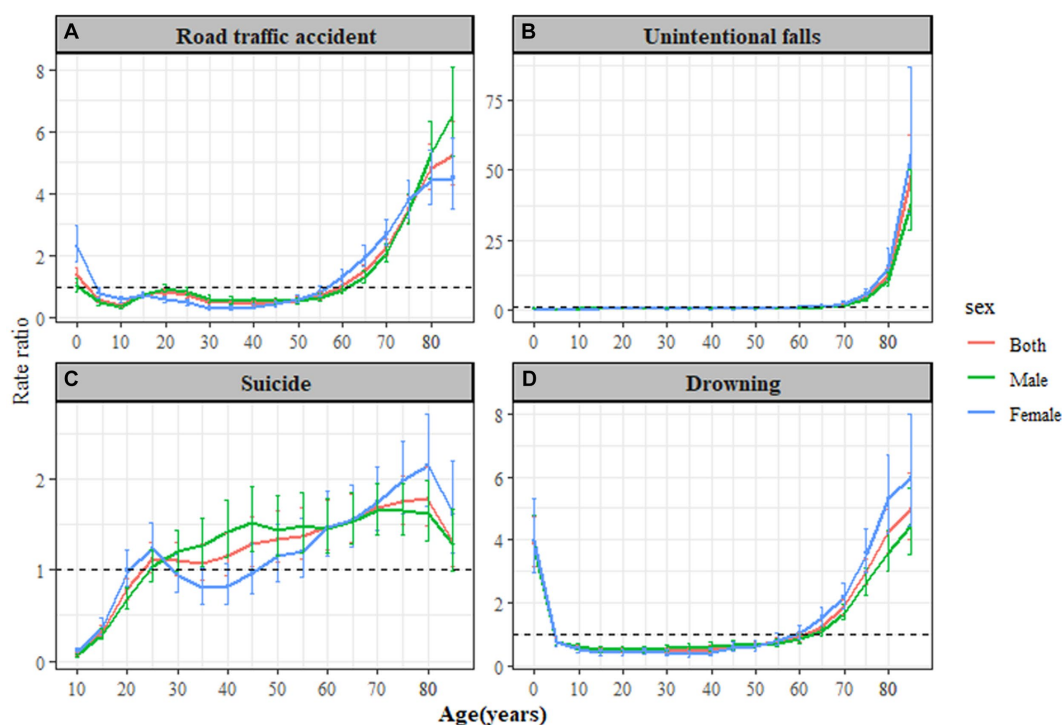 A
Road traffic accident
B
Unintentional falls
8
6
4
2
0
75
50
25
0
0 10 20 30 40 50 60 70 80
0 10 20 30 40 50 60 70 80
Rate ratio
C
Suicide
D
Drowning
2
1
0
8
6
4
2
0
10 20 30 40 50 60 70 80
0 10 20 30 40 50 60 70 80
Age(years)
sex
Both
Male
Female